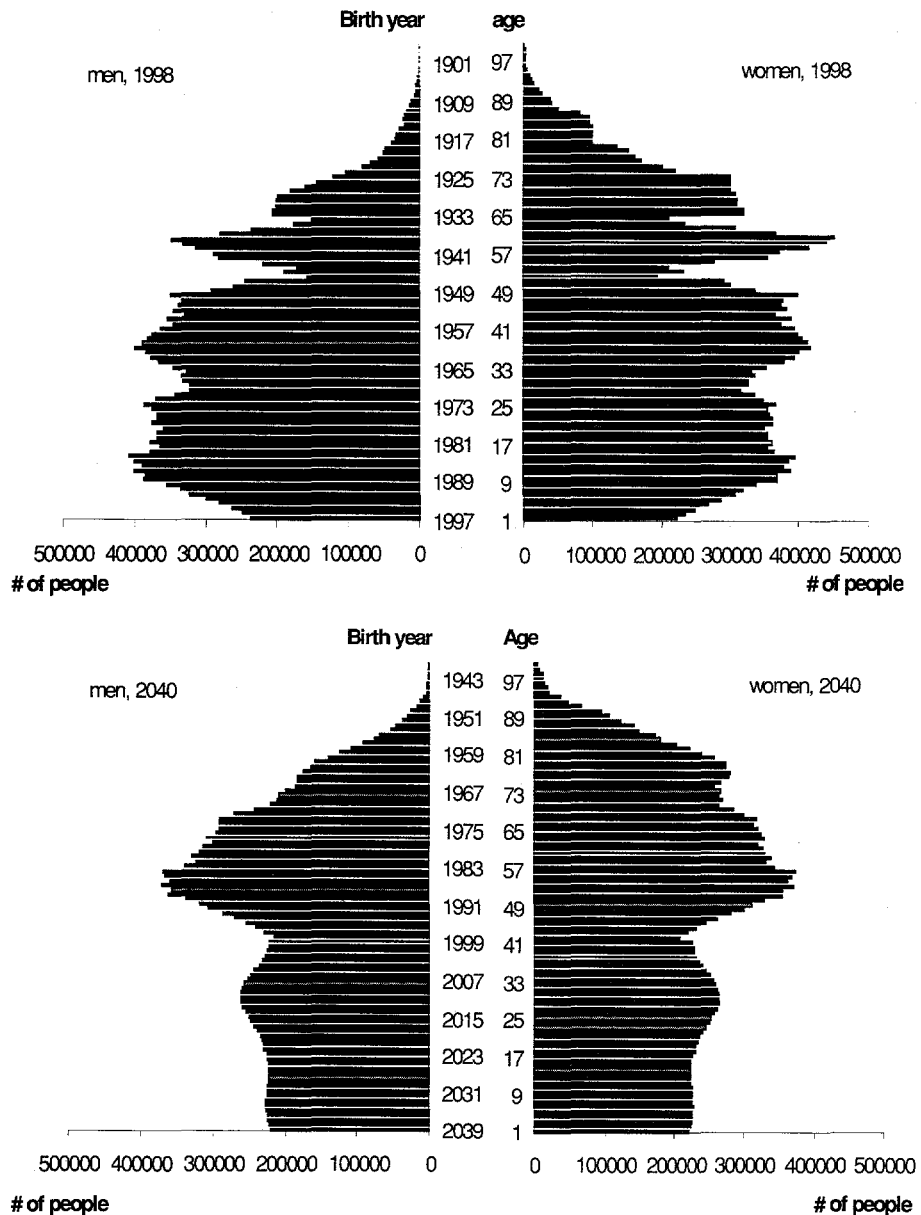 Birth year age
men, 1998
women, 1998
1901 97
1909 89
1917 81
1925 73
1933 65
1941 57
1949 49
1957 41
1965 33
1973 25
1981 17
1989 9
1997 1
500000 400000 300000 200000 100000 0 0 100000 200000 300000 400000 500000
# of people # of people
Birth year Age
men, 2040
women, 2040
1943 97
1951 89
1959 81
1967 73
1975 65
1983 57
1991 49
1999 41
2007 33
2015 25
2023 17
2031 9
2039 1
500000 400000 300000 200000 100000 0 0 100000 200000 300000 400000 500000
# of people # of people